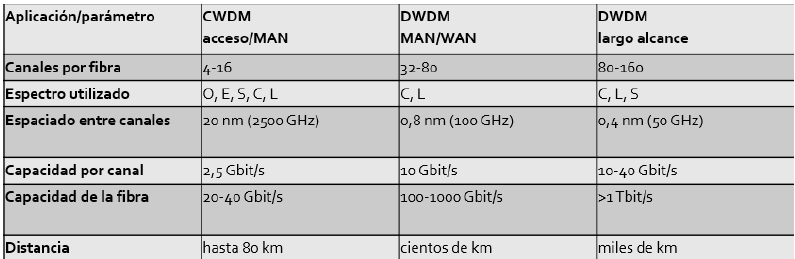 Aplicación/parámetro CWDM DWDM DWDM
acceso/MAN MAN/WAN largo alcance
Canales por fibra 4-16 32-80 80-160
Espectro utilizado O, E, S, C, L C, L C, L, S
Espaciado entre canales 20 nm (2500 GHz) 0,8 nm (100 GHz) 0,4 nm (50 GHz)
Capacidad por canal 2,5 Gbit/s 10 Gbit/s 10-40 Gbit/s
Capacidad de la fibra 20-40 Gbit/s 100-1000 Gbit/s >1 Tbit/s
Distancia hasta 80 km cientos de km miles de km